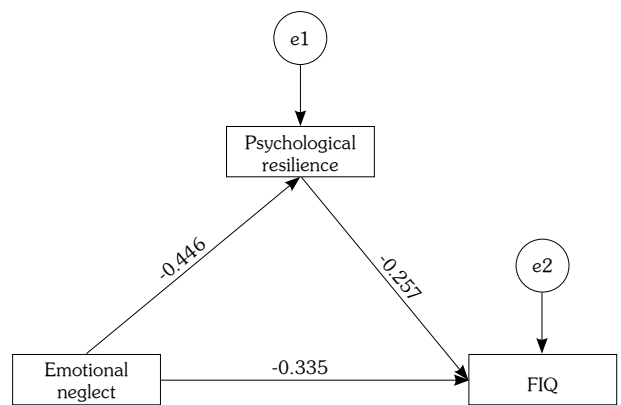 e1
Psychological
resilience
-0.446
-0.257
e2
Emotional
neglect
-0.335
FIQ